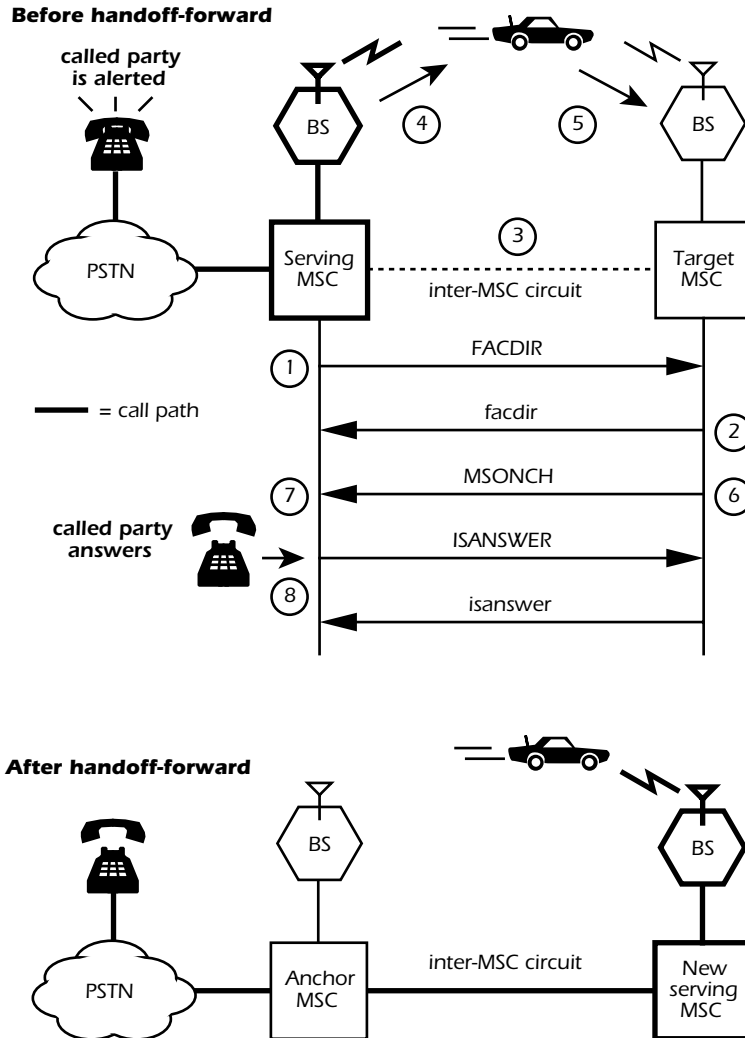 Before handoff-forward
called party
is alerted
BS
4
5
BS
PSTN
Serving
MSC
3
inter-MSC circuit
Target
MSC
1
FACDIR
= call path
facdir
2
7
MSONCH
6
called party
answers
ISANSWER
8
isanswer
After handoff-forward
BS
BS
PSTN
Anchor
MSC
inter-MSC circuit
New
serving
MSC